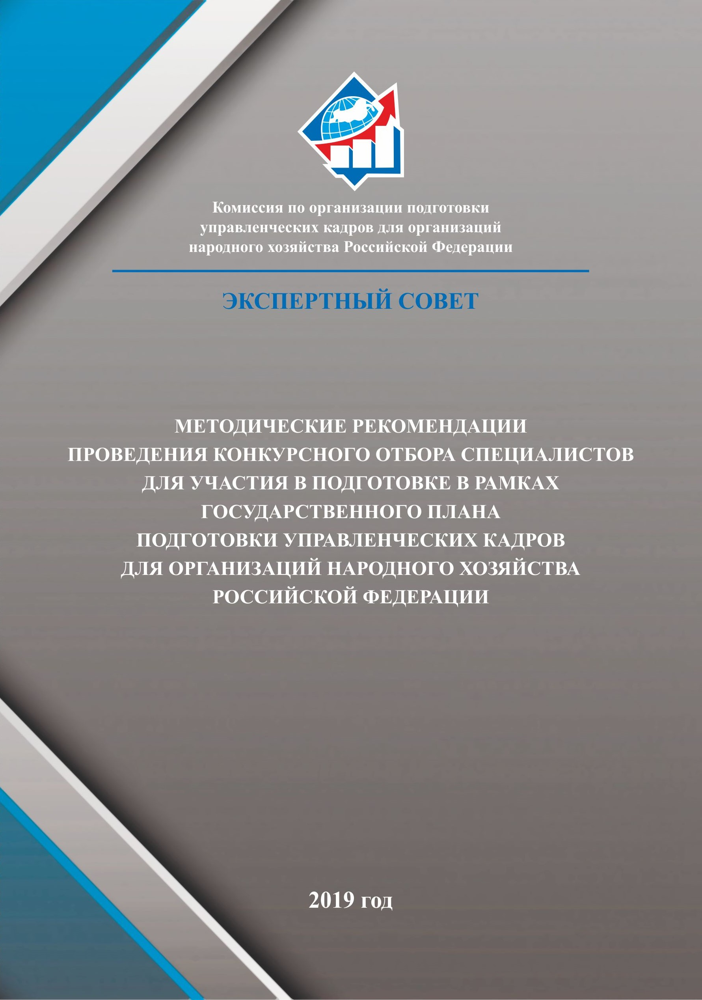 Комиссия по организации подготовки
управленческих кадров для организаций
народного хозяйства Российской Федерации
ЭКСПЕРТНЫЙ СОВЕТ
МЕТОДИЧЕСКИЕ РЕКОМЕНДАЦИИ
ПРОВЕДЕНИЯ КОНКУРСНОГО ОТБОРА СПЕЦИАЛИСТОВ
ДЛЯ УЧАСТИЯ В ПОДГОТОВКЕ В РАМКАХ
ГОСУДАРСТВЕННОГО ПЛАНА
ПОДГОТОВКИ УПРАВЛЕНЧЕСКИХ КАДРОВ
ДЛЯ ОРГАНИЗАЦИЙ НАРОДНОГО ХОЗЯЙСТВА
РОССИЙСКОЙ ФЕДЕРАЦИИ
2019 год